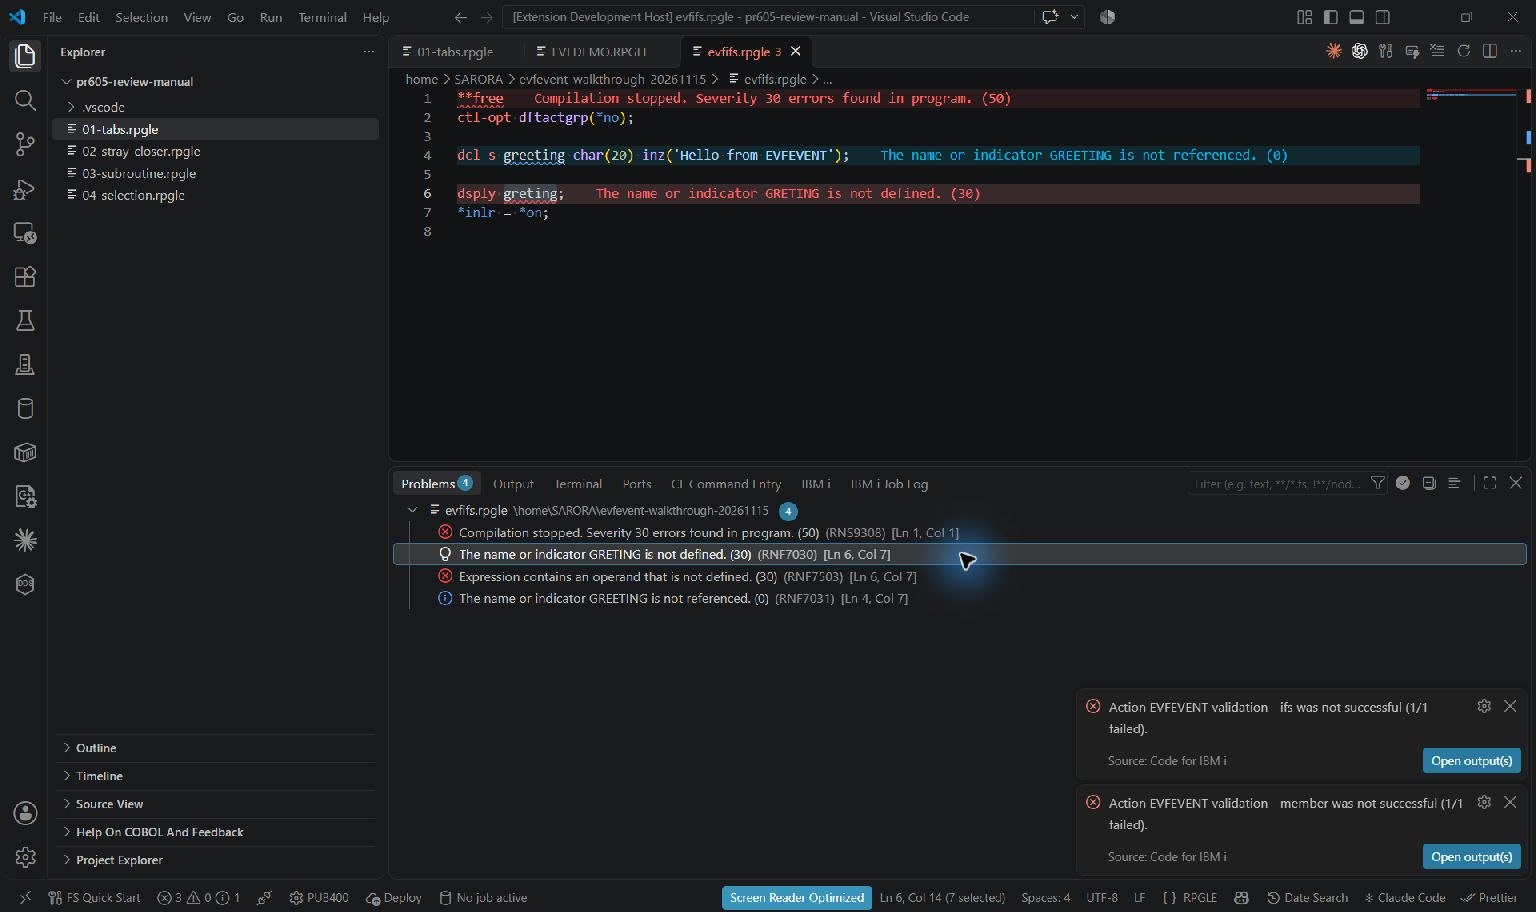 File Edit Selection View Go Run Terminal Help
[Extension Development Host] evfifs.rpgle - pr605-review-manual - Visual Studio Code
Explorer
pr605-review-manual
.vscode
01-tabs.rpgle
02-stray-closer.rpgle
03-subroutine.rpgle
04-selection.rpgle
Outline
Timeline
Source View
Help On COBOL And Feedback
Project Explorer
01-tabs.rpgle
EVFDEMO.RPGLE
evfifs.rpgle 3
home > SARORA > evfevent-walkthrough-20261115 > evfifs.rpgle > ...
1 **free Compilation stopped. Severity 30 errors found in program. (50)
2 ctl-opt dftactgrp(*no);
3
4 dcl-s greeting char(20) inz('Hello from EVFEVENT'); The name or indicator GREETING is not referenced. (0)
5
6 dsply greting; The name or indicator GRETING is not defined. (30)
7 *inlr = *on;
8
Problems 4 Output Terminal Ports CL Command Entry IBM i IBM i Job Log
Filter (e.g. text, **/*.ts, !**/nod...
evfifs.rpgle \home\SARORA\evfevent-walkthrough-20261115 4
Compilation stopped. Severity 30 errors found in program. (50) (RNS9308) [Ln 1, Col 1]
The name or indicator GRETING is not defined. (30) (RNF7030) [Ln 6, Col 7]
Expression contains an operand that is not defined. (30) (RNF7503) [Ln 6, Col 7]
The name or indicator GREETING is not referenced. (0) (RNF7031) [Ln 4, Col 7]
Action EVFEVENT validation - ifs was not successful (1/1
failed).
Source: Code for IBM i
Open output(s)
Action EVFEVENT validation - member was not successful (1/1
failed).
Source: Code for IBM i
Open output(s)
FS Quick Start 3 0 1 PUB400 Deploy No job active Screen Reader Optimized Ln 6, Col 14 (7 selected) Spaces: 4 UTF-8 LF { } RPGLE Date Search Claude Code Prettier
DDS